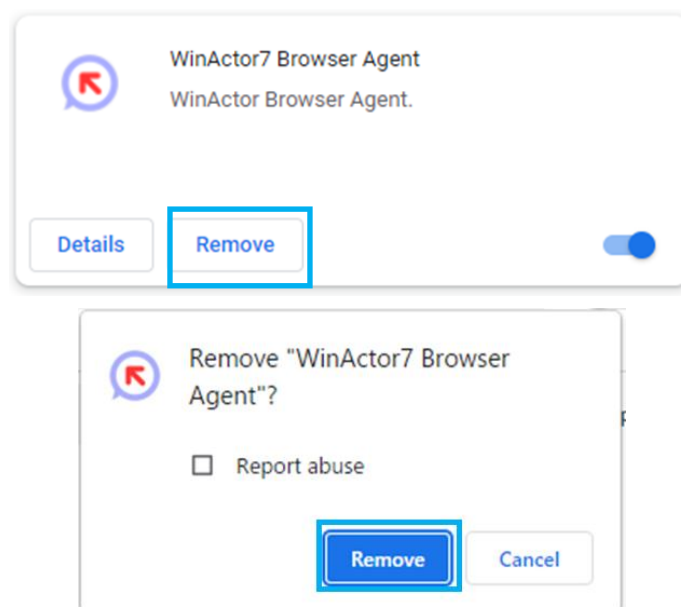 WinActor7 Browser Agent
WinActor Browser Agent.
Details
Remove
Remove "WinActor7 Browser
Agent"?
Report abuse
Remove
Cancel